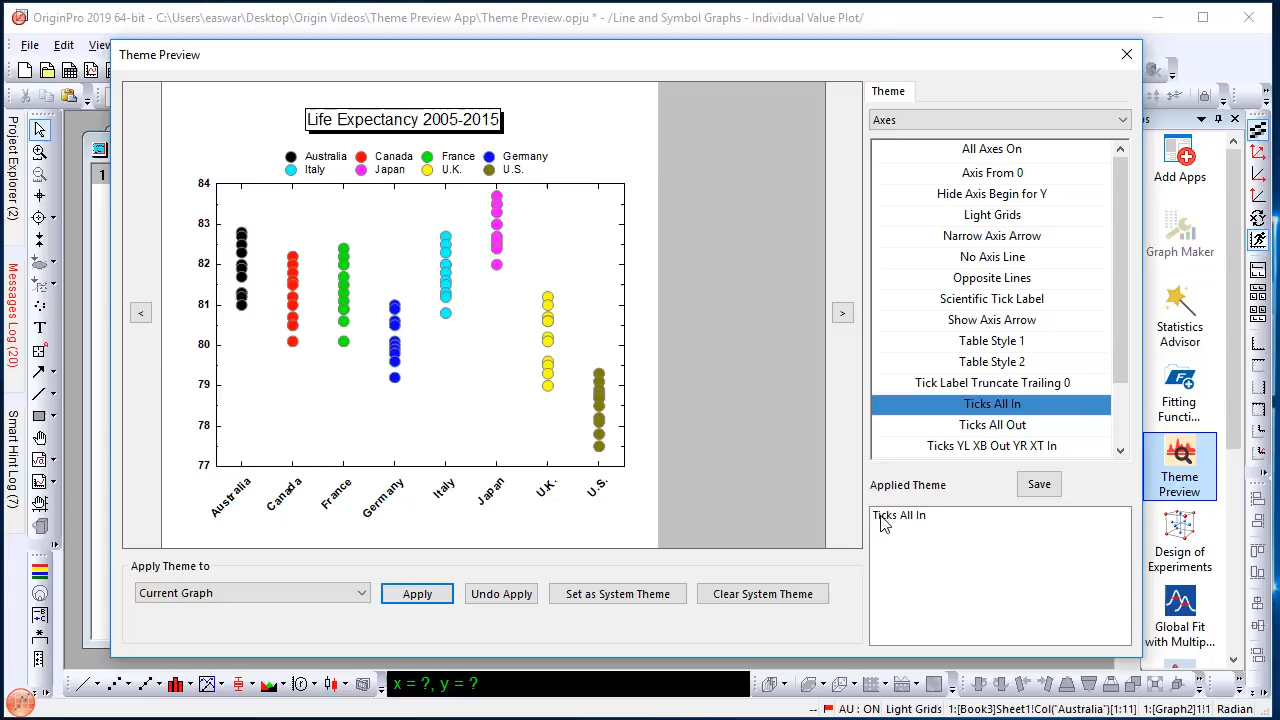 OriginPro 2019 64-bit - C:\Users\easwar\Desktop\Origin Videos\Theme Preview App\Theme Preview.opju * - /Line and Symbol Graphs - Individual Value Plot/
File Edit
Theme Preview
Project Explorer (2)
Messages Log (20)
Smart Hint Log (7)
1
Life Expectancy 2005-2015
Australia Canada France Germany
Italy Japan U.K. U.S.
84
83
82
81
80
79
78
77
Australia
Canada
France
Germany
Italy
Japan
U.K.
U.S.
<
>
Theme
Axes
All Axes On
Axis From 0
Hide Axis Begin for Y
Light Grids
Narrow Axis Arrow
No Axis Line
Opposite Lines
Scientific Tick Label
Show Axis Arrow
Table Style 1
Table Style 2
Tick Label Truncate Trailing 0
Ticks All In
Ticks All Out
Ticks YL XB Out YR XT In
Applied Theme
Save
Ticks All In
Apply Theme to
Current Graph
Apply
Undo Apply
Set as System Theme
Clear System Theme
Add Apps
Graph Maker
Statistics
Advisor
Fitting
Functi...
Theme
Preview
Design of
Experiments
Global Fit
with Multip...
x = ?, y = ?
-- AU : ON Light Grids 1:[Book3]Sheet1!Col("Australia")[1:11] 1:[Graph2]1!1 Radian